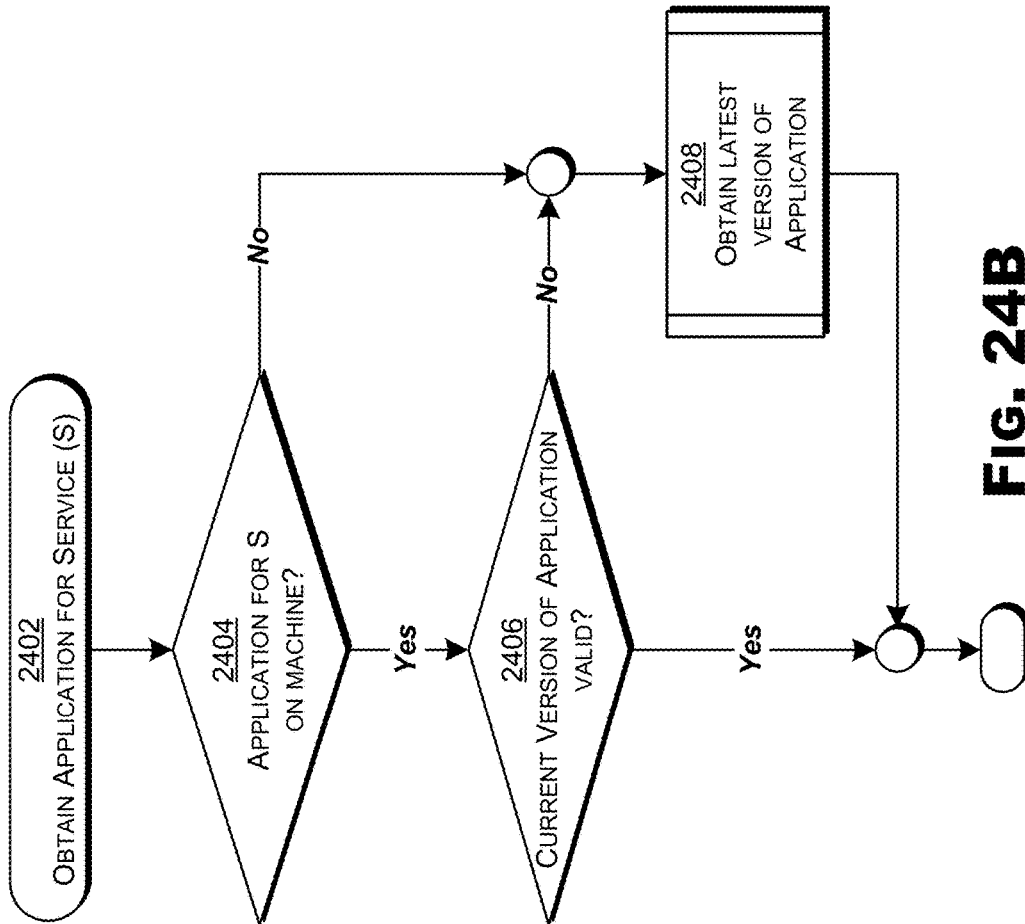 2402
OBTAIN APPLICATION FOR SERVICE (S)
2404
APPLICATION FOR S
ON MACHINE?
No
Yes
2406
CURRENT VERSION OF APPLICATION
VALID?
No
Yes
2408
OBTAIN LATEST
VERSION OF
APPLICATION
FIG. 24B